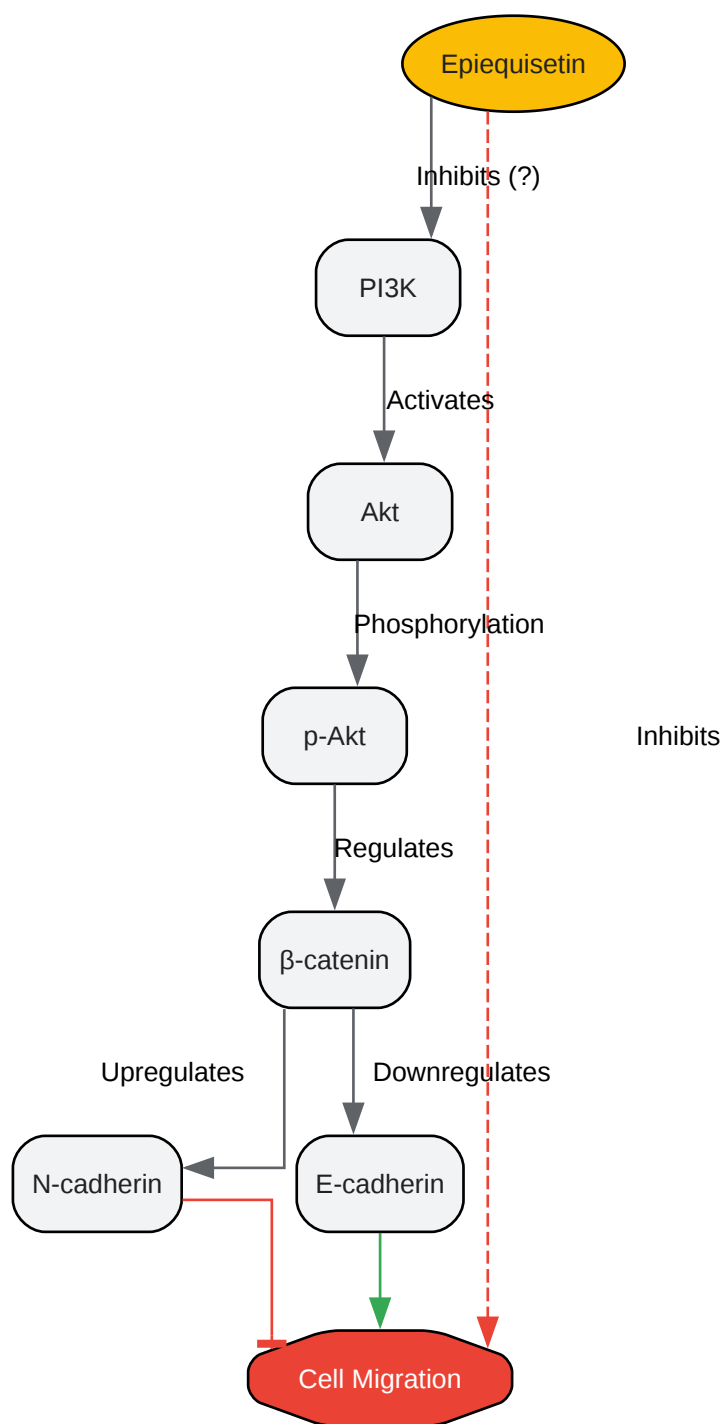 Epiequisetin
Inhibits (?)
PI3K
Activates
Akt
Phosphorylation
p-Akt
Inhibits
Regulates
β-catenin
Upregulates
Downregulates
N-cadherin
E-cadherin
Cell Migration